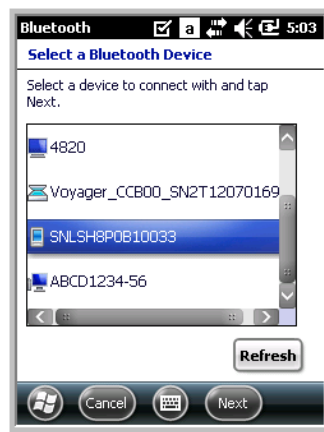 Bluetooth a 5:03
Select a Bluetooth Device
Select a device to connect with and tap
Next.
4820
Voyager_CCB00_SN2T12070169
SNLSH8P0B10033
ABCD1234-56
Refresh
Cancel Next